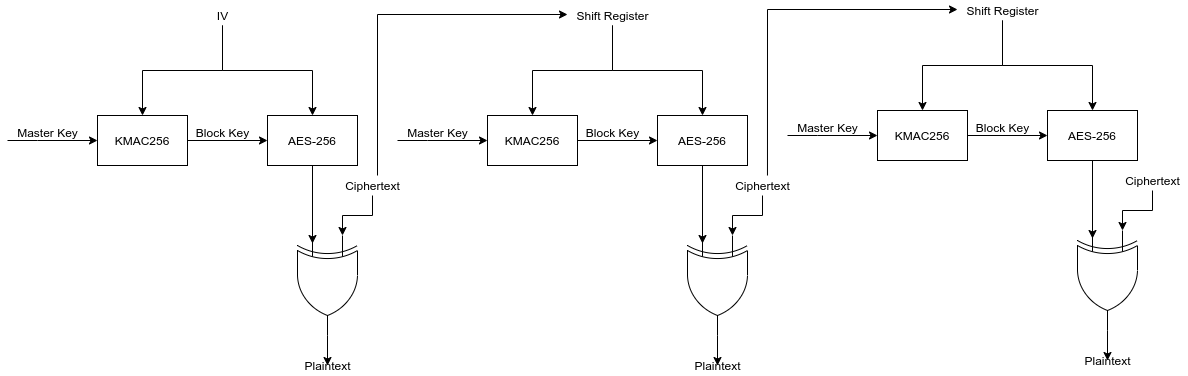 IV
Shift Register
Shift Register
Master Key
KMAC256
Block Key
AES-256
Master Key
KMAC256
Block Key
AES-256
Master Key
KMAC256
Block Key
AES-256
Ciphertext
Ciphertext
Ciphertext
Plaintext
Plaintext
Plaintext